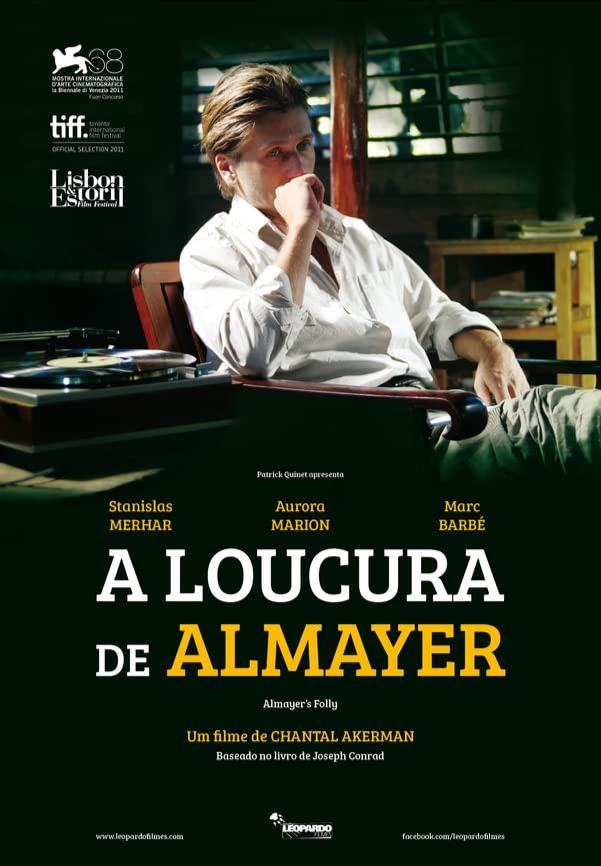 68
MOSTRA INTERNAZIONALE
D'ARTE CINEMATOGRAFICA
la Biennale di Venezia 2011
Fuori Concorso
tiff. toronto
international
film festival
OFFICIAL SELECTION 2011
Lisbon
& Estoril
Film Festival
Patrick Quinet apresenta
Stanislas Aurora Marc
MERHAR MARION BARBÉ
A LOUCURA
DE ALMAYER
Almayer's Folly
Um filme de CHANTAL AKERMAN
Baseado no livro de Joseph Conrad
LEOPARDO
FILMES
www.leopardofilmes.com facebook.com/leopardofilmes